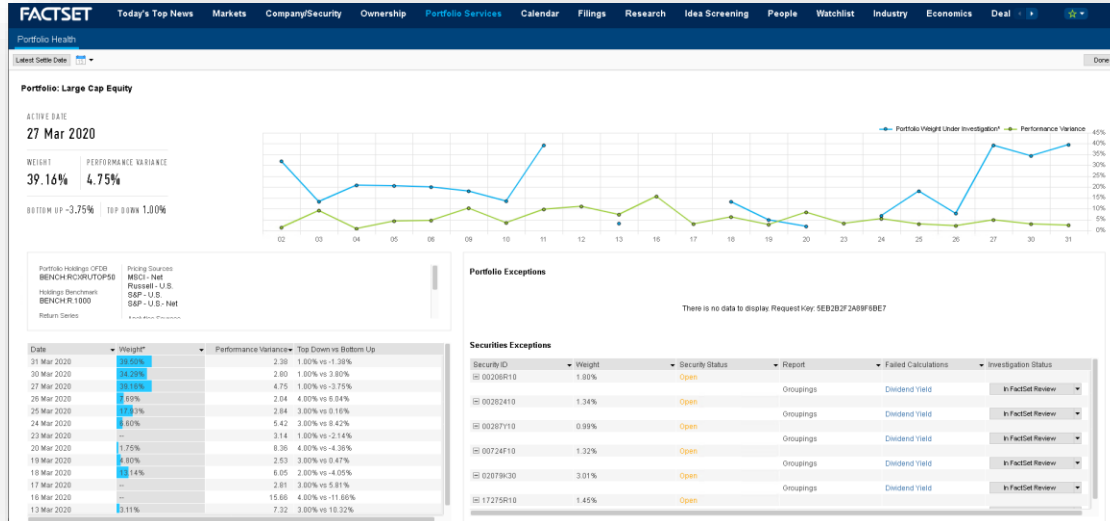 FACTSET Today's Top News Markets Company/Security Ownership Portfolio Services Calendar Filings Research Idea Screening People Watchlist Industry Economics Deal
Portfolio Health
Latest Settle Date Done
Portfolio: Large Cap Equity
ACTIVE DATE
27 Mar 2020
WEIGHT PERFORMANCE VARIANCE
39.16% 4.75%
BOTTOM UP -3.75% TOP DOWN 1.00%
Portfolio Weight Under Investigation* Performance Variance
45%
40%
35%
30%
25%
20%
15%
10%
5%
0%
02 03 04 05 06 09 10 11 12 13 16 17 18 19 20 23 24 25 26 27 30 31
Portfolio Holdings OFDB
BENCH:RCXRUTOP50
Holdings Benchmark
BENCH:R.1000
Return Series
Pricing Sources
MSCI - Net
Russell - U.S.
S&P - U.S.
S&P - U.S.- Net
Date Weight* Performance Variance Top Down vs Bottom Up
31 Mar 2020 39.50% 2.38 1.00% vs -1.38%
30 Mar 2020 34.29% 2.80 1.00% vs 3.80%
27 Mar 2020 39.16% 4.75 1.00% vs -3.75%
26 Mar 2020 7.69% 2.04 4.00% vs 6.04%
25 Mar 2020 17.93% 2.84 3.00% vs 0.16%
24 Mar 2020 6.60% 5.42 3.00% vs 8.42%
23 Mar 2020 -- 3.14 1.00% vs -2.14%
20 Mar 2020 1.75% 8.36 4.00% vs -4.36%
19 Mar 2020 4.80% 2.53 3.00% vs 0.47%
18 Mar 2020 13.14% 6.05 2.00% vs -4.05%
17 Mar 2020 -- 2.81 3.00% vs 5.81%
16 Mar 2020 -- 15.66 4.00% vs -11.66%
13 Mar 2020 3.11% 7.32 3.00% vs 10.32%
Portfolio Exceptions
There is no data to display. Request Key: 5EB2B2F2A89F6BE7
Securities Exceptions
Security ID Weight Security Status Report Failed Calculations Investigation Status
00206R10 1.80% Open
Groupings Dividend Yield In FactSet Review
00282410 1.34% Open
Groupings Dividend Yield In FactSet Review
00287Y10 0.99% Open
Groupings Dividend Yield In FactSet Review
00724F10 1.32% Open
Groupings Dividend Yield In FactSet Review
02079K30 3.01% Open
Groupings Dividend Yield In FactSet Review
17275R10 1.45% Open